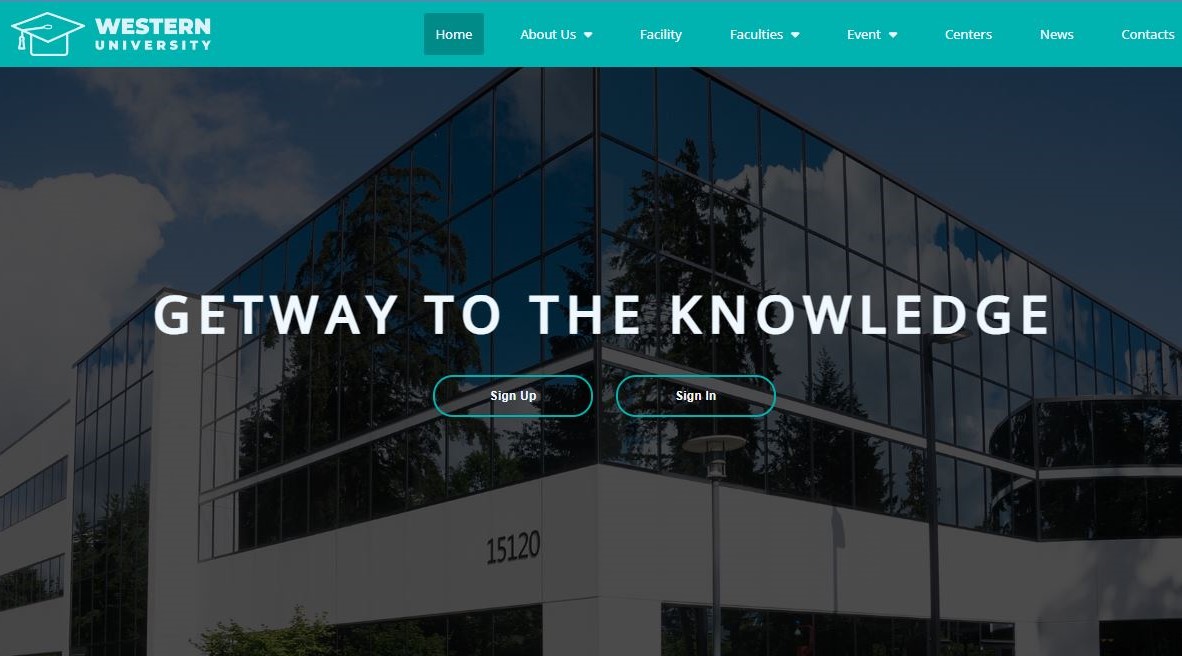 WESTERN
UNIVERSITY
Home About Us Facility Faculties Event Centers News Contacts
GETWAY TO THE KNOWLEDGE
Sign Up Sign In
15120